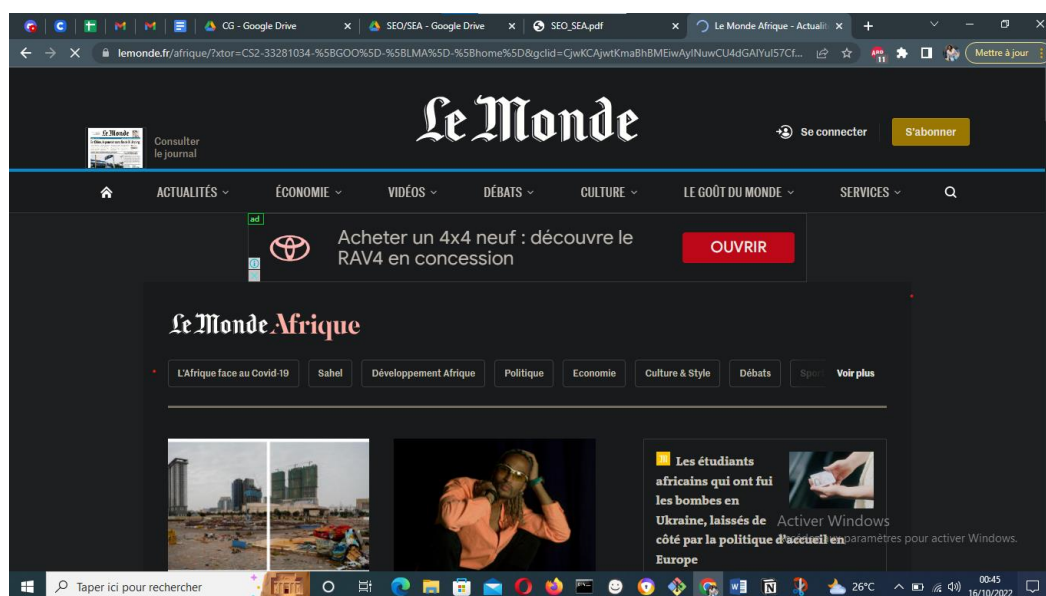 CG - Google Drive
SEO/SEA - Google Drive
SEO_SEA.pdf
Le Monde Afrique - Actualit
lemonde.fr/afrique/?xtor=CS2-33281034-%5BGOO%5D-%5BLMA%5D-%5Bhome%5D&gclid=CjwKCAjwtKmaBhBMEiwAyINuwCU4dGAlYul57Cf...
11
Mettre à jour
Consulter
le journal
Le Monde
Se connecter
S'abonner
ACTUALITÉS
ÉCONOMIE
VIDÉOS
DÉBATS
CULTURE
LE GOÛT DU MONDE
SERVICES
ad
Acheter un 4x4 neuf : découvre le
RAV4 en concession
OUVRIR
Le Monde Afrique
L'Afrique face au Covid-19
Sahel
Développement Afrique
Politique
Economie
Culture & Style
Débats
Voir plus
Les étudiants
africains qui ont fui
les bombes en
Ukraine, laissés de
côté par la politique d'accueil en
Europe
Activer Windows
paramètres pour activer Windows.
Taper ici pour rechercher
26°C
00:45
16/10/2022